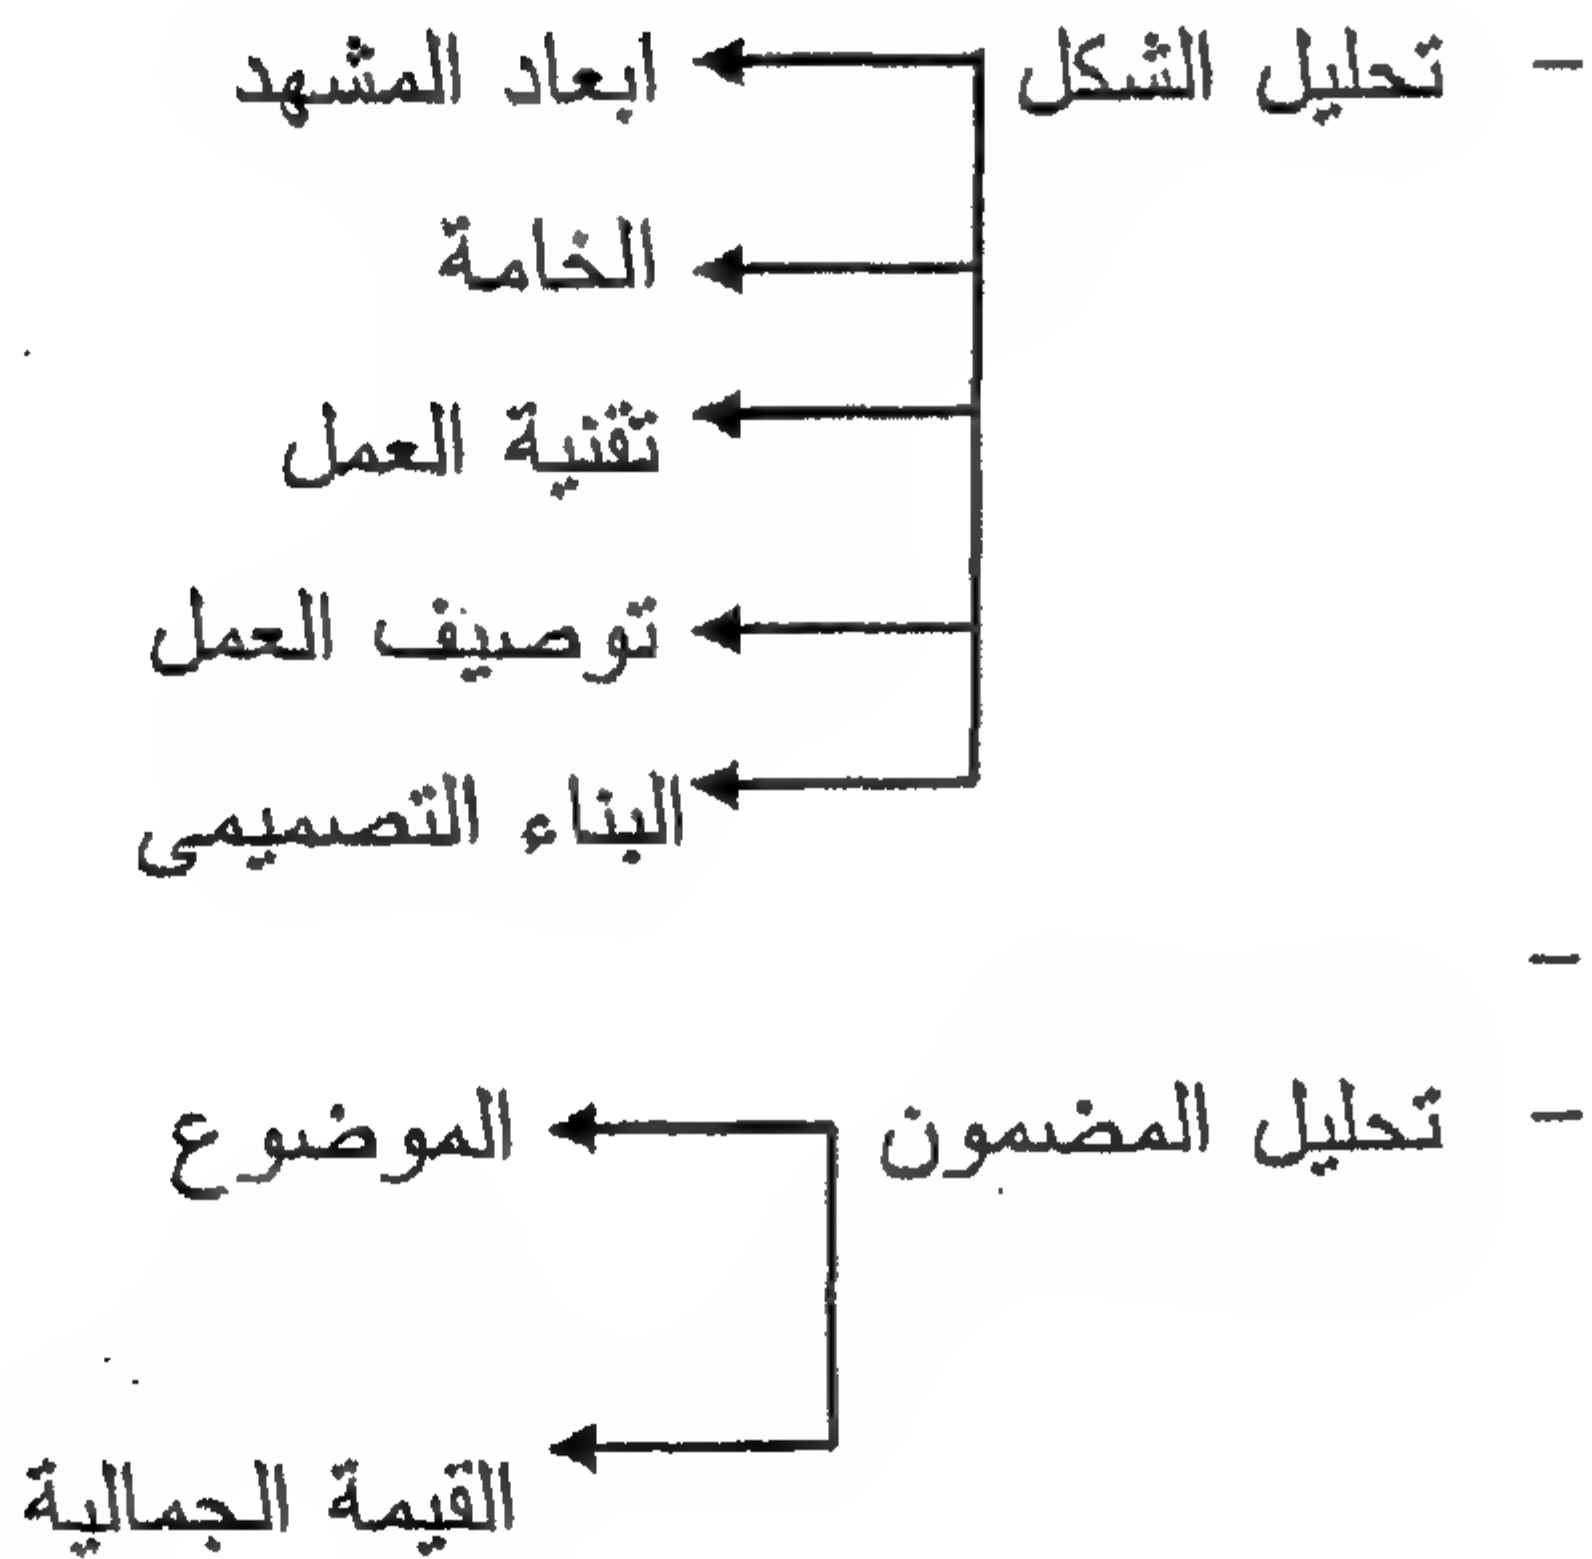 - تحليل الشكل
ابعاد المشهد
الخامة
تقنية العمل
توصيف العمل
البناء التصميمى
-
- تحليل المضمون
الموضوع
القيمة الجمالية